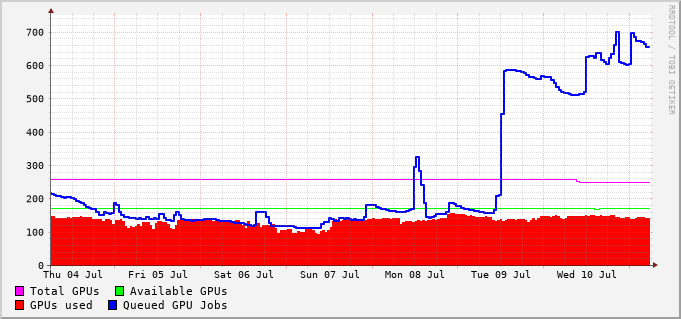 700
600
500
400
300
200
100
0
Thu 04 Jul Fri 05 Jul Sat 06 Jul Sun 07 Jul Mon 08 Jul Tue 09 Jul Wed 10 Jul
Total GPUs Available GPUs
GPUs used Queued GPU Jobs
RRDTOOL / TOBI OETIKER